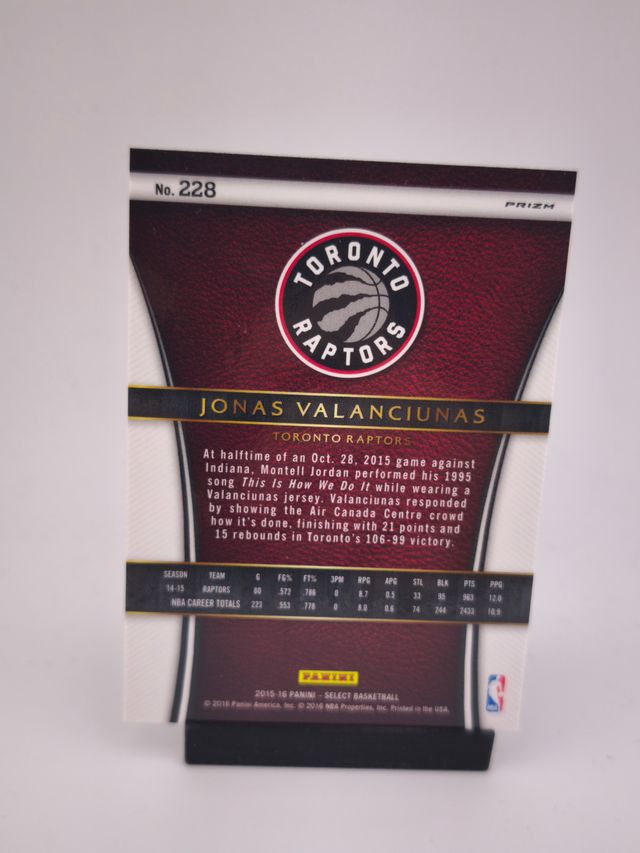 No. 228
PRIZM
TORONTO
RAPTORS
JONAS VALANCIUNAS
TORONTO RAPTORS
At halftime of an Oct. 28, 2015 game against
Indiana, Montell Jordan performed his 1995
song This Is How We Do It while wearing a
Valanciunas jersey. Valanciunas responded
by showing the Air Canada Centre crowd
how it's done, finishing with 21 points and
15 rebounds in Toronto's 106-99 victory.
SEASON TEAM G FG% FT% 3PM RPG APG STL BLK PTS PPG
14-15 RAPTORS 80 .572 .786 0 8.7 0.5 33 95 963 12.0
NBA CAREER TOTALS 223 .553 .778 0 8.0 0.6 74 244 2433 10.9
PANINI
2015-16 PANINI - SELECT BASKETBALL
© 2016 Panini America, Inc. © 2016 NBA Properties, Inc. Printed in the USA.
NBA